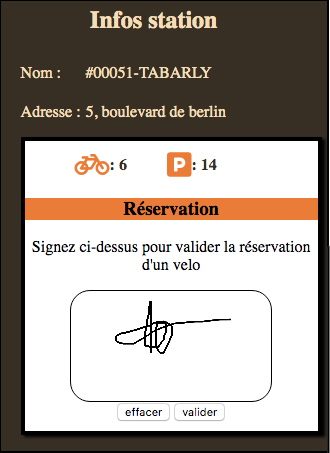 Infos station
Nom : #00051-TABARLY
Adresse : 5, boulevard de berlin
: 6 P : 14
Réservation
Signez ci-dessus pour valider la réservation
d'un velo
effacer valider